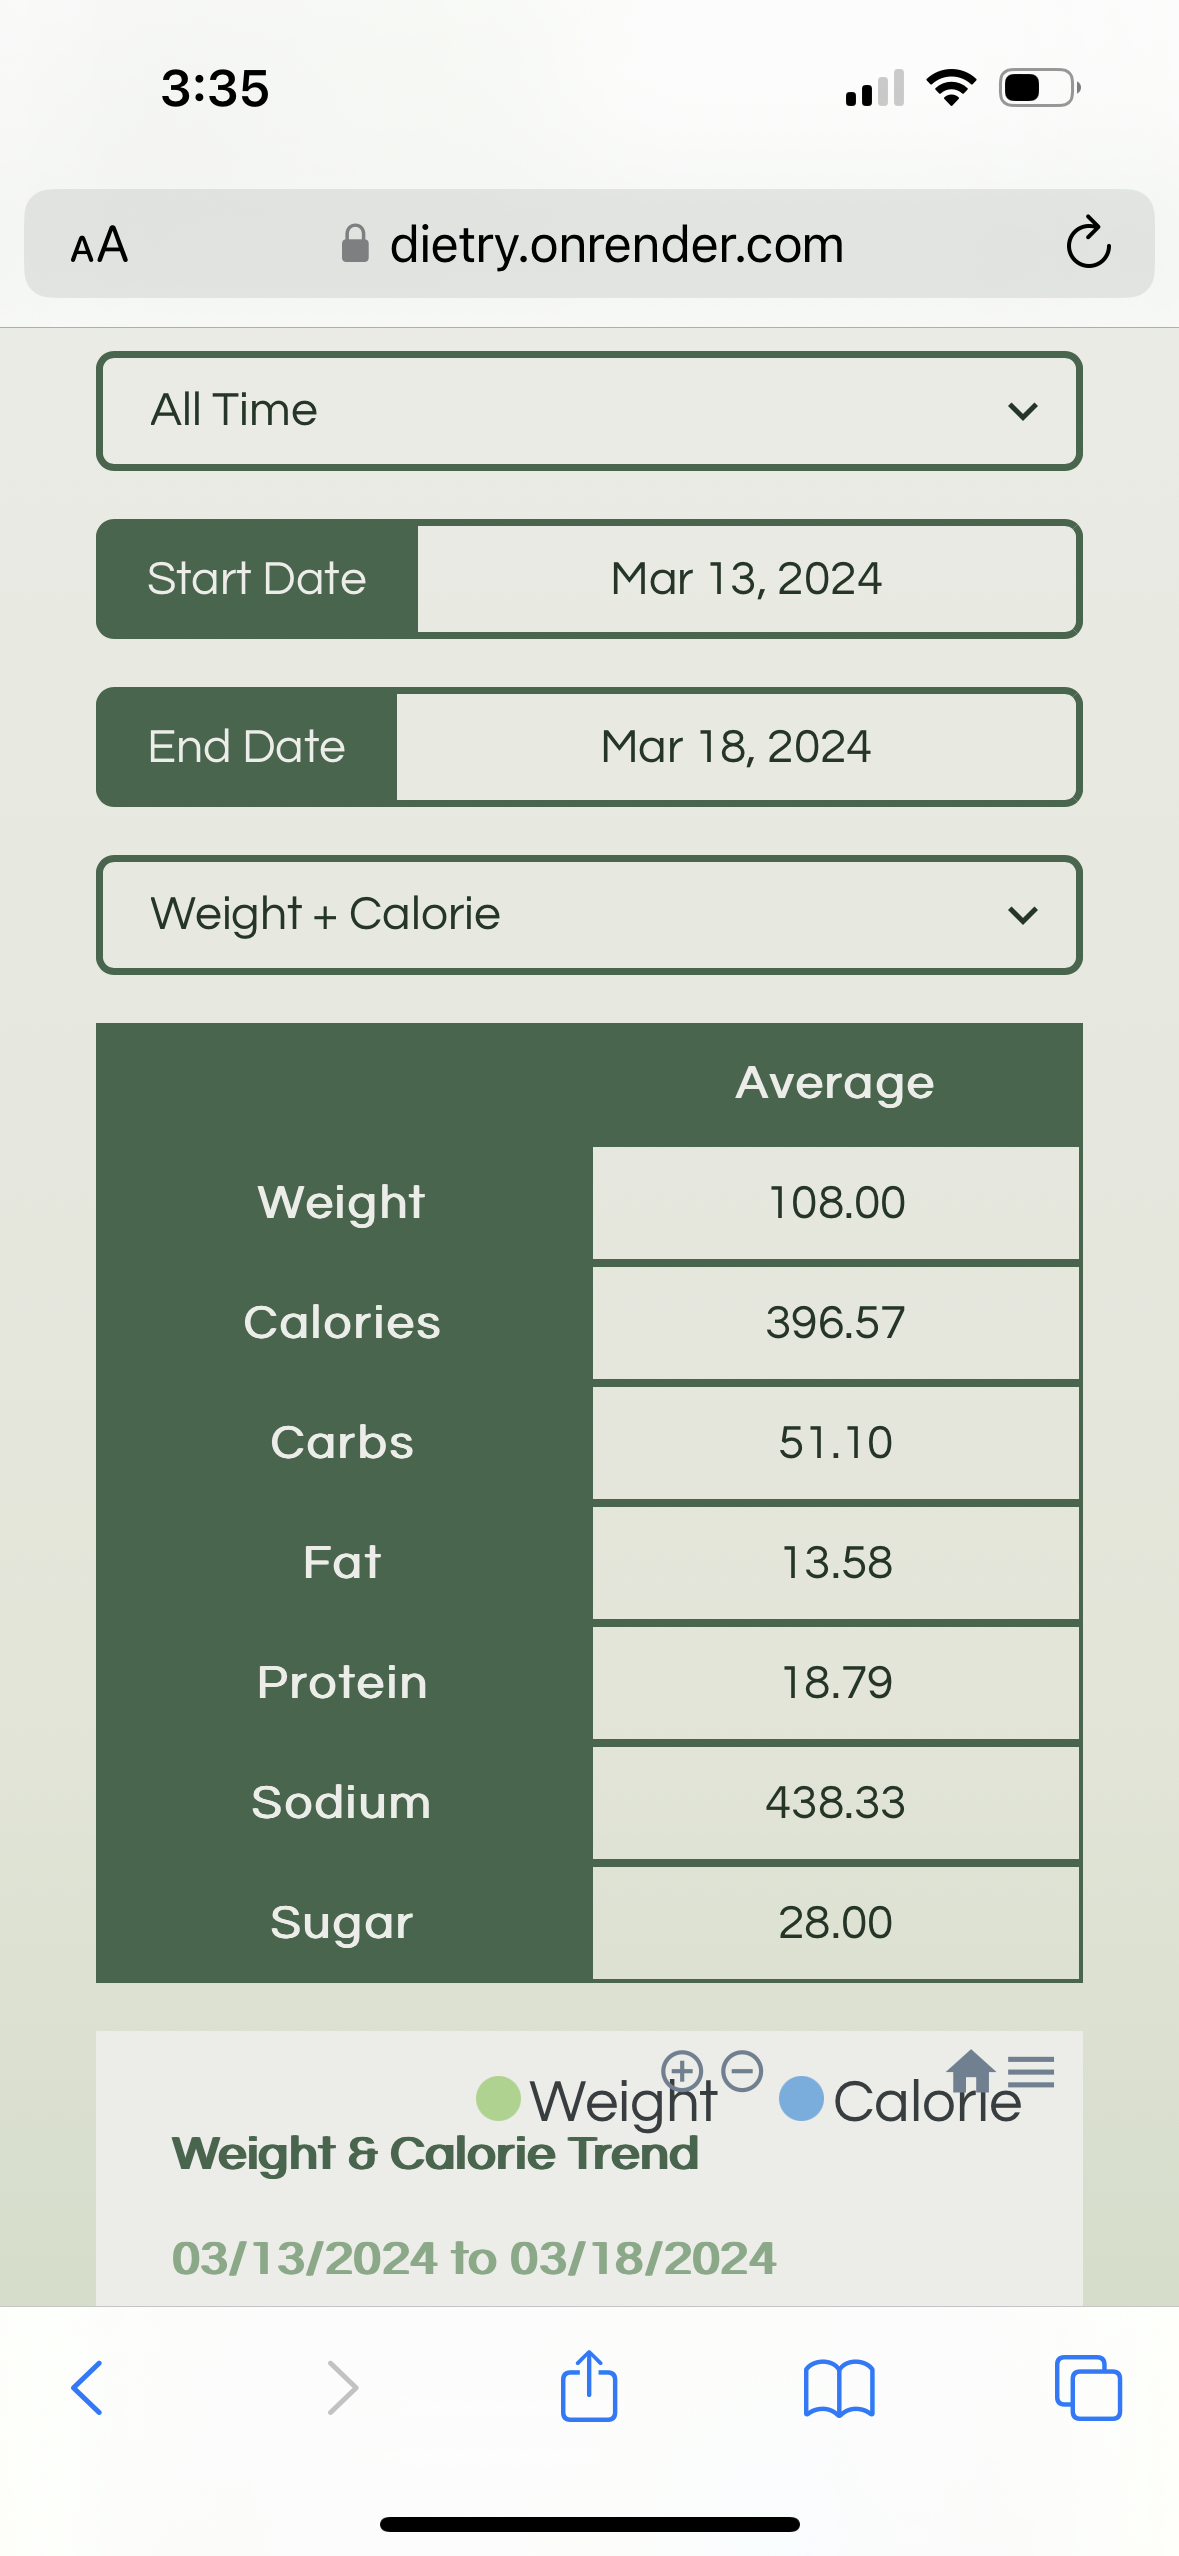 3:35
AA
dietry.onrender.com
All Time
Start Date Mar 13, 2024
End Date Mar 18, 2024
Weight + Calorie
Average
Weight 108.00
Calories 396.57
Carbs 51.10
Fat 13.58
Protein 18.79
Sodium 438.33
Sugar 28.00
Weight Calorie
Weight & Calorie Trend
03/13/2024 to 03/18/2024